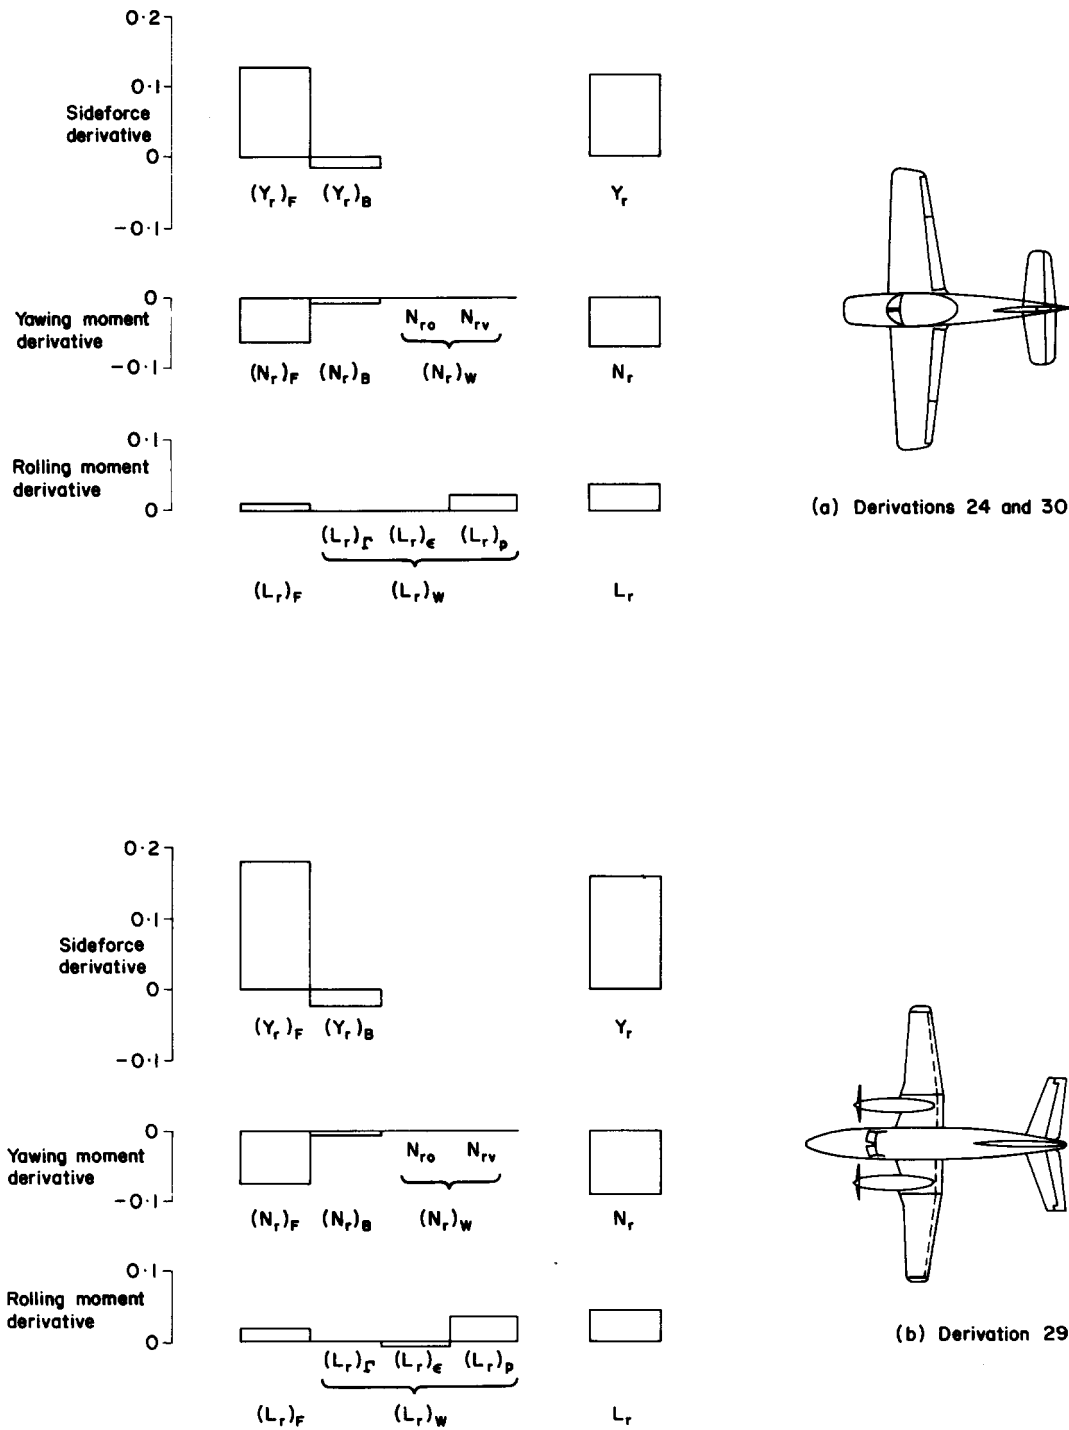 0·2
0·1
Sideforce
derivative
0
(Y_r)_F (Y_r)_B Y_r
-0·1
0
Yawing moment
derivative
N_ro N_rv
-0·1
(N_r)_F (N_r)_B (N_r)_W N_r
0·1
Rolling moment
derivative
0
(L_r)_Γ (L_r)_ϵ (L_r)_p
(L_r)_F (L_r)_W L_r
(a) Derivations 24 and 30
0·2
0·1
Sideforce
derivative
0
(Y_r)_F (Y_r)_B Y_r
-0·1
0
Yawing moment
derivative
N_ro N_rv
-0·1
(N_r)_F (N_r)_B (N_r)_W N_r
0·1
Rolling moment
derivative
0
(L_r)_Γ (L_r)_ϵ (L_r)_p
(L_r)_F (L_r)_W L_r
(b) Derivation 29